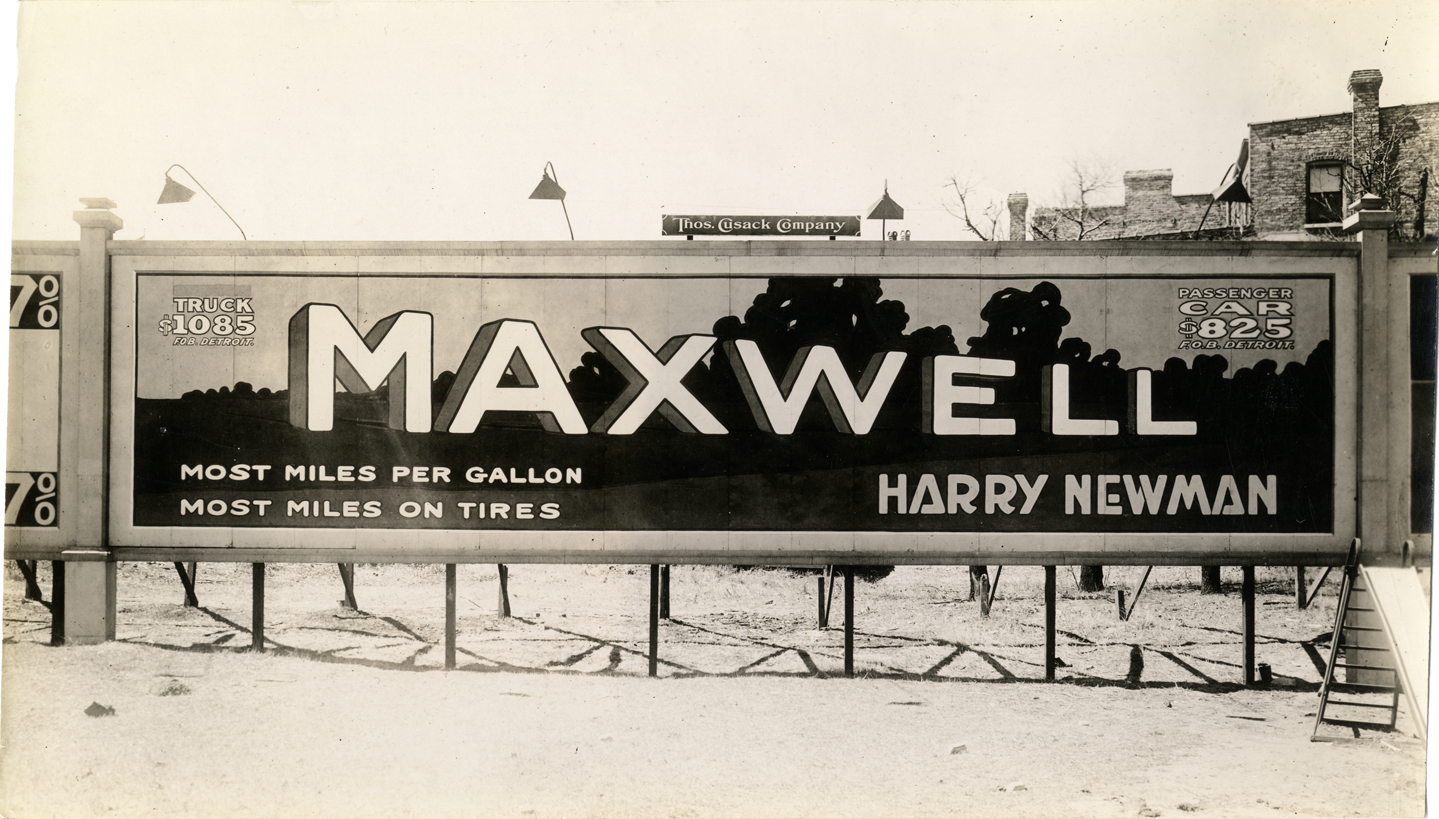 Thos. Cusack Company
7%
7%
TRUCK
$1085
F.O.B. DETROIT.
MAXWELL
PASSENGER
CAR
$825
F.O.B. DETROIT.
MOST MILES PER GALLON
MOST MILES ON TIRES
HARRY NEWMAN